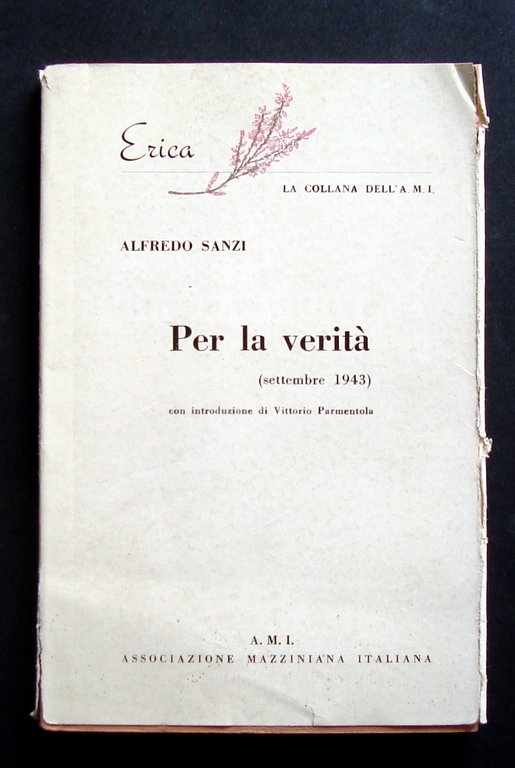 Erica
LA COLLANA DELL'A M. I.
ALFREDO SANZI
Per la verità
(settembre 1943)
con introduzione di Vittorio Parmentola
A. M. I.
ASSOCIAZIONE MAZZINIANA ITALIANA